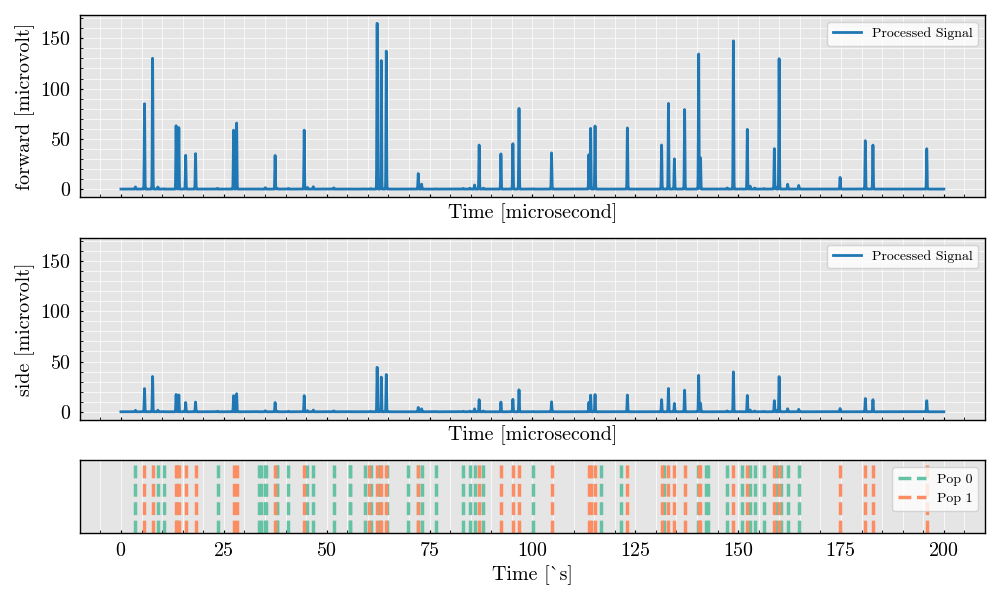 forward [microvolt]
150
100
50
0
Processed Signal
Time [microsecond]
side [microvolt]
150
100
50
0
Processed Signal
Time [microsecond]
Pop 0
Pop 1
0 25 50 75 100 125 150 175 200
Time [`s]